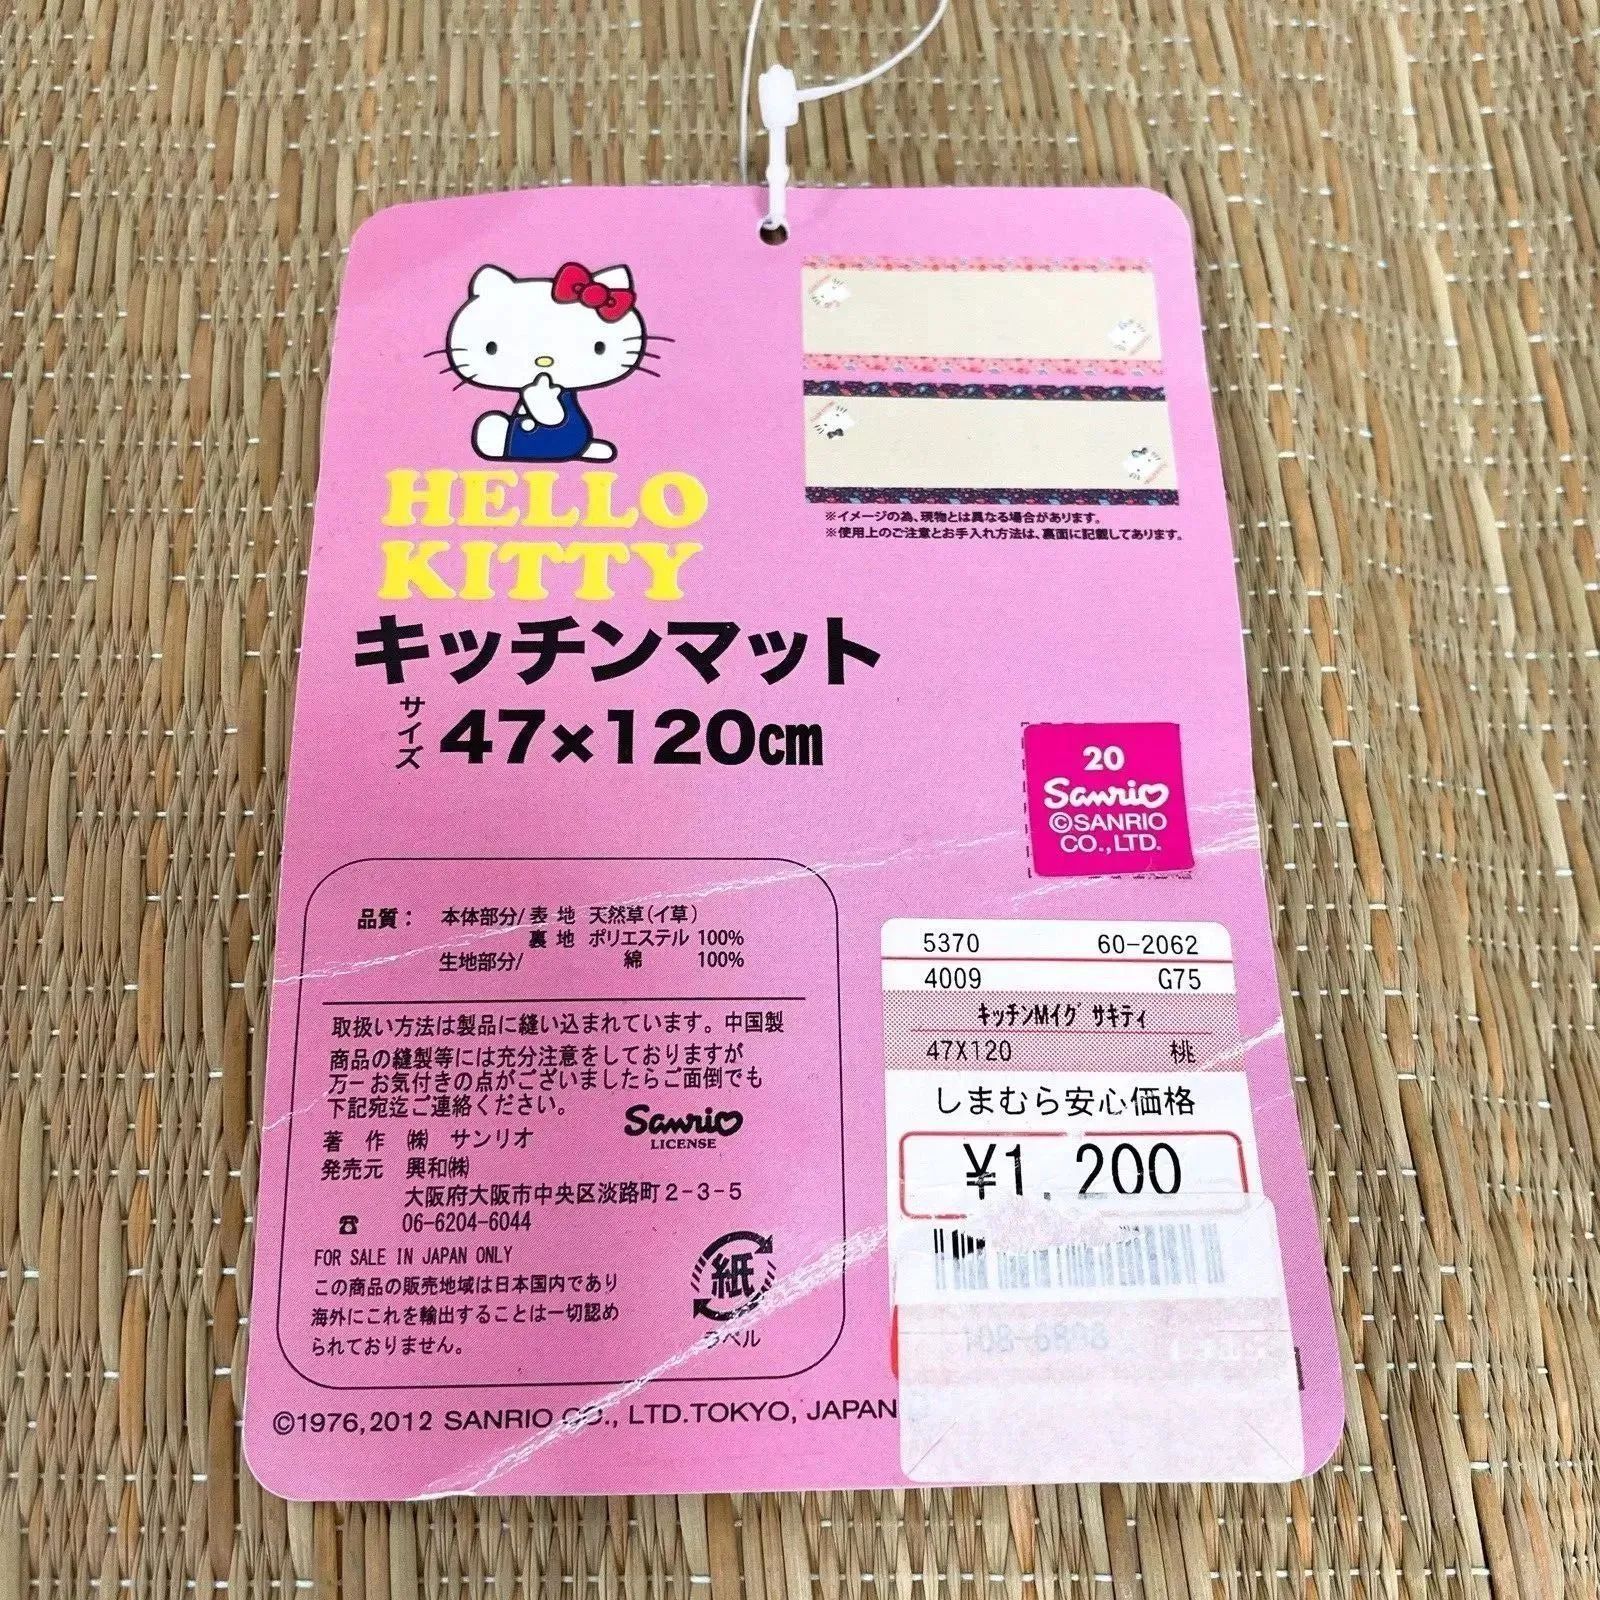 HELLO
KITTY
キッチンマット
サイズ 47×120cm
※イメージの為、現物とは異なる場合があります。
※使用上のご注意とお手入れ方法は、裏面に記載してあります。
20
Sanrio
©SANRIO
CO.,LTD.
品質： 本体部分/表地 天然草(イ草)
裏地 ポリエステル 100%
生地部分/ 綿 100%
取扱い方法は製品に縫い込まれています。中国製
商品の縫製等には充分注意をしておりますが
万一お気付きの点がございましたらご面倒でも
下記宛迄ご連絡ください。
Sanrio
LICENSE
著作 ㈱ サンリオ
発売元 興和㈱
大阪府大阪市中央区淡路町2-3-5
☎ 06-6204-6044
FOR SALE IN JAPAN ONLY
この商品の販売地域は日本国内であり
海外にこれを輸出することは一切認め
られておりません。
紙
ラベル
©1976,2012 SANRIO CO., LTD.TOKYO, JAPAN
5370 60-2062
4009 G75
ｷｯﾁﾝMｲｸﾞｻｷﾃｨ
47X120 桃
しまむら安心価格
¥1,200